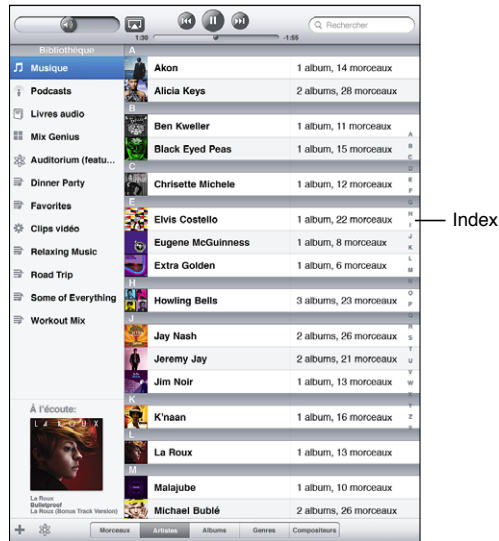 Rechercher
1:30
-1:55
Bibliothèque
Musique
Podcasts
Livres audio
Mix Genius
Auditorium (featu...
Dinner Party
Favorites
Clips vidéo
Relaxing Music
Road Trip
Some of Everything
Workout Mix
À l'écoute:
LA ROUX
La Roux
Bulletproof
La Roux (Bonus Track Version)
A
Akon 1 album, 14 morceaux
Alicia Keys 2 albums, 28 morceaux
B
Ben Kweller 1 album, 11 morceaux
Black Eyed Peas 1 album, 15 morceaux
C
Chrisette Michele 1 album, 12 morceaux
E
Elvis Costello 1 album, 22 morceaux
Eugene McGuinness 1 album, 8 morceaux
Extra Golden 1 album, 6 morceaux
H
Howling Bells 3 albums, 23 morceaux
J
Jay Nash 2 albums, 26 morceaux
Jeremy Jay 2 albums, 21 morceaux
Jim Noir 1 album, 13 morceaux
K
K'naan 1 album, 16 morceaux
L
La Roux 1 album, 13 morceaux
M
Malajube 1 album, 10 morceaux
Michael Bublé 2 albums, 26 morceaux
A
B
C
D
E
F
G
H
I
J
K
L
M
N
O
P
Q
R
S
T
U
V
W
X
Y
Z
Index
Morceaux Artistes Albums Genres Compositeurs